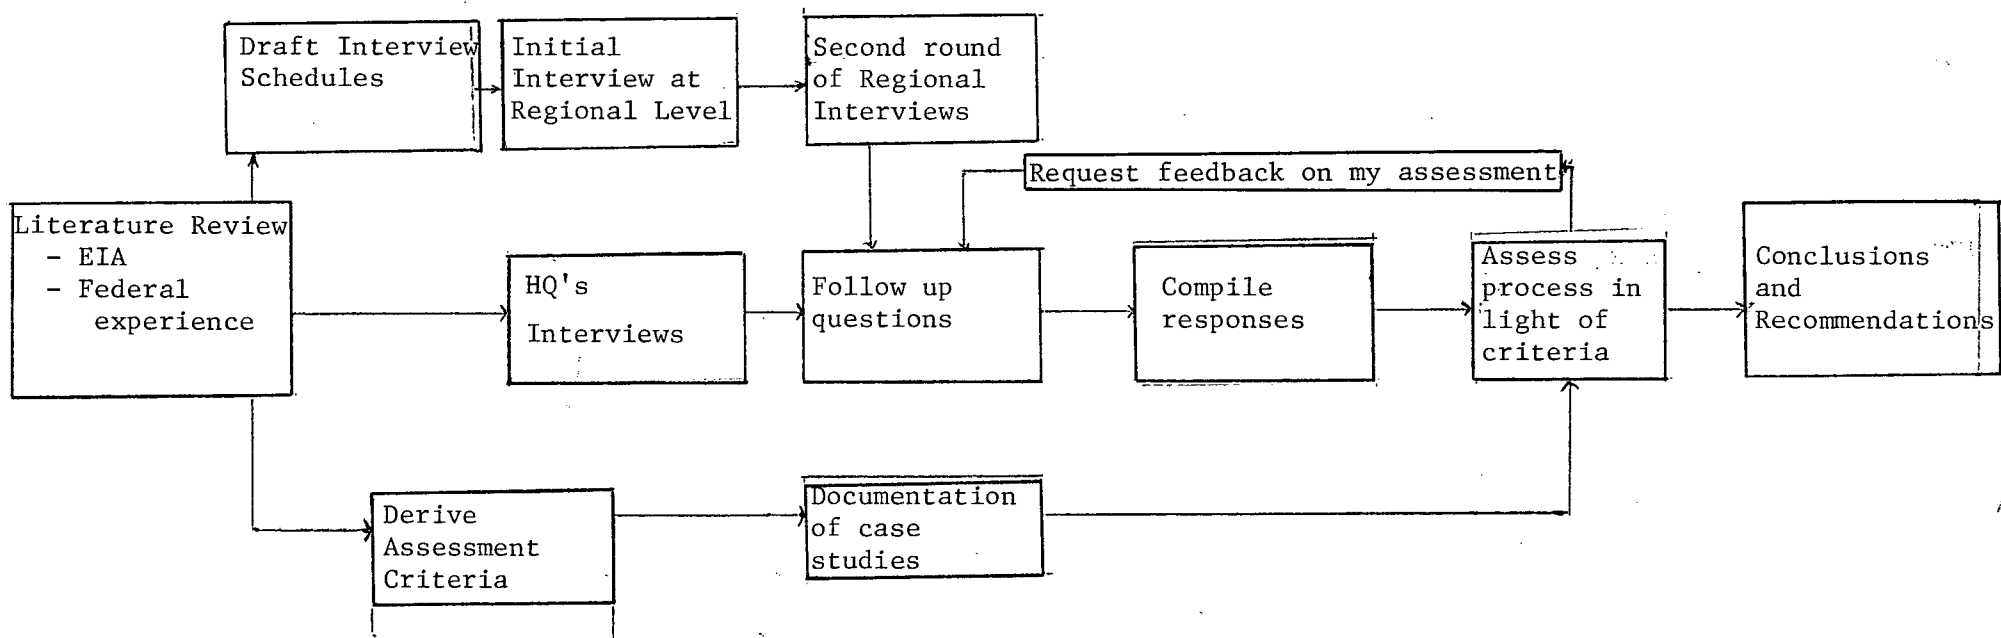 Draft Interview
Schedules
Initial
Interview at
Regional Level
Second round
of Regional
Interviews
Request feedback on my assessment
Literature Review
- EIA
- Federal
experience
HQ's
Interviews
Follow up
questions
Compile
responses
Assess
process in
light of
criteria
Conclusions
and
Recommendations
Derive
Assessment
Criteria
Documentation
of case
studies